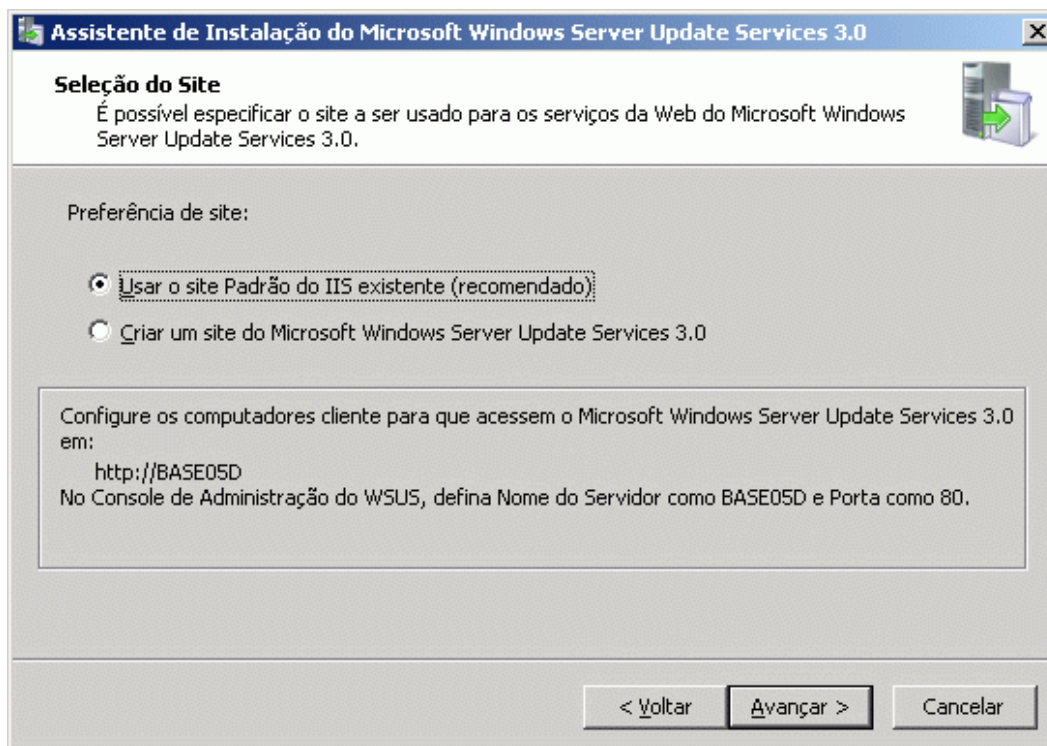 Assistente de Instalação do Microsoft Windows Server Update Services 3.0
Seleção do Site
É possível especificar o site a ser usado para os serviços da Web do Microsoft Windows
Server Update Services 3.0.
Preferência de site:
Usar o site Padrão do IIS existente (recomendado)
Criar um site do Microsoft Windows Server Update Services 3.0
Configure os computadores cliente para que acessem o Microsoft Windows Server Update Services 3.0
em:
http://BASE05D
No Console de Administração do WSUS, defina Nome do Servidor como BASE05D e Porta como 80.
< Voltar Avançar > Cancelar